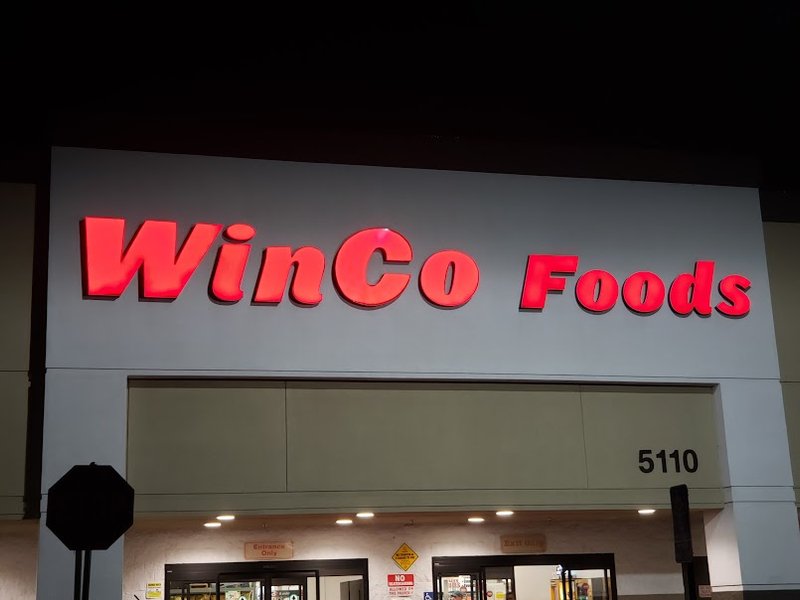 WinCo Foods
5110
Entrance
Only
Exit Only
NO